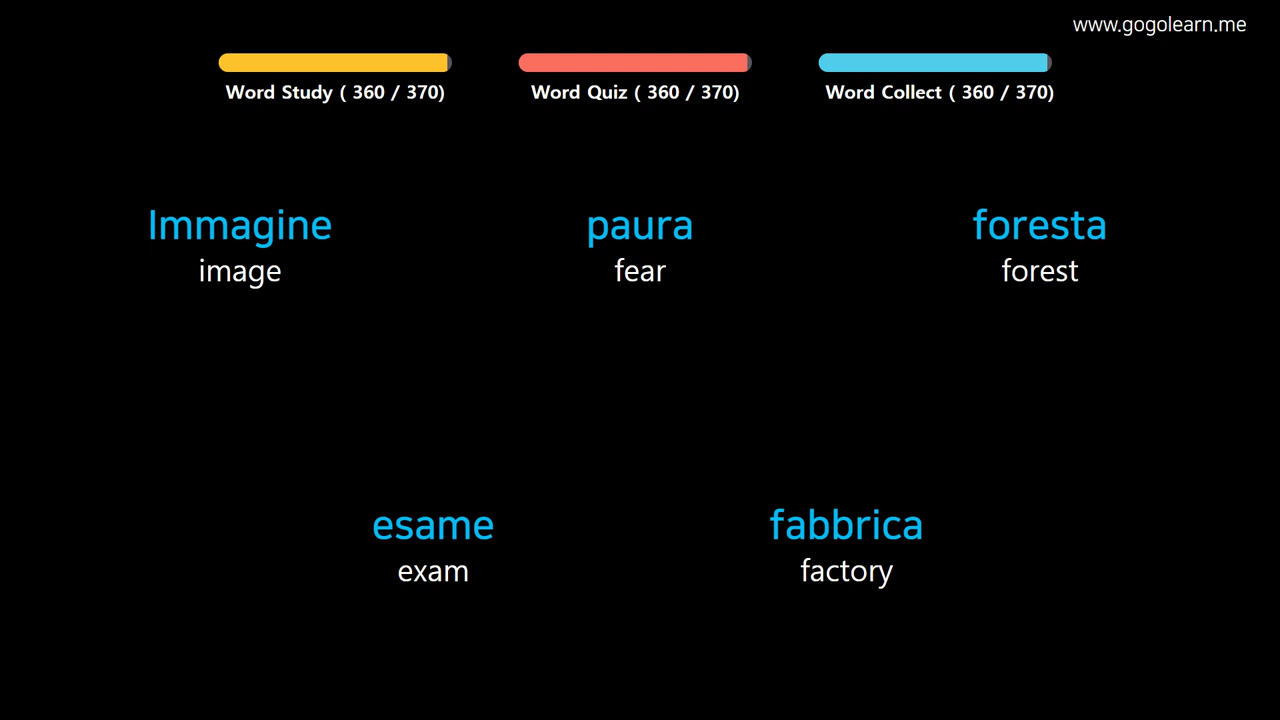 www.gogolearn.me
Word Study ( 360 / 370)
Word Quiz ( 360 / 370)
Word Collect ( 360 / 370)
Immagine
image
paura
fear
foresta
forest
esame
exam
fabbrica
factory